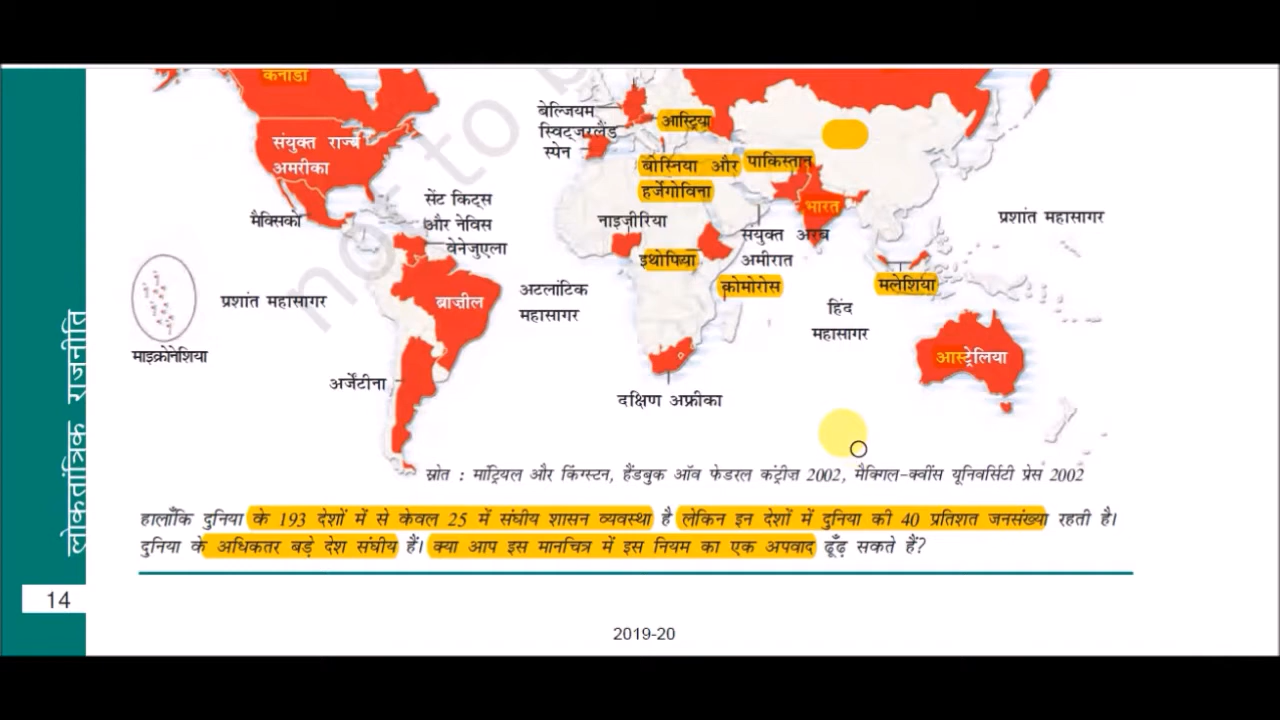 कनाडा
बेल्जियम
स्विट्जरलैंड
आस्ट्रिया
स्पेन
संयुक्त राज्य
अमरीका
बोस्निया और
हर्जेगोविना
पाकिस्तान
भारत
सेंट किट्स
और नेविस
वेनेजुएला
मैक्सिको
नाइजीरिया
संयुक्त अरब
अमीरात
प्रशांत महासागर
इथोपिया
कोमोरोस
मलेशिया
प्रशांत महासागर
ब्राज़ील
अटलांटिक
महासागर
हिंद
महासागर
माइक्रोनेशिया
आस्ट्रेलिया
अर्जेंटीना
दक्षिण अफ्रीका
not to b
स्रोत : मांट्रियल और किंग्स्टन, हैंडबुक ऑव फेडरल कंट्रीज 2002, मैक्गिल-क्वींस यूनिवर्सिटी प्रेस 2002
हालाँकि दुनिया के 193 देशों में से केवल 25 में संघीय शासन व्यवस्था है लेकिन इन देशों में दुनिया की 40 प्रतिशत जनसंख्या रहती है।
दुनिया के अधिकतर बड़े देश संघीय हैं। क्या आप इस मानचित्र में इस नियम का एक अपवाद ढूँढ़ सकते हैं?
लोकतांत्रिक राजनीति
14
2019-20